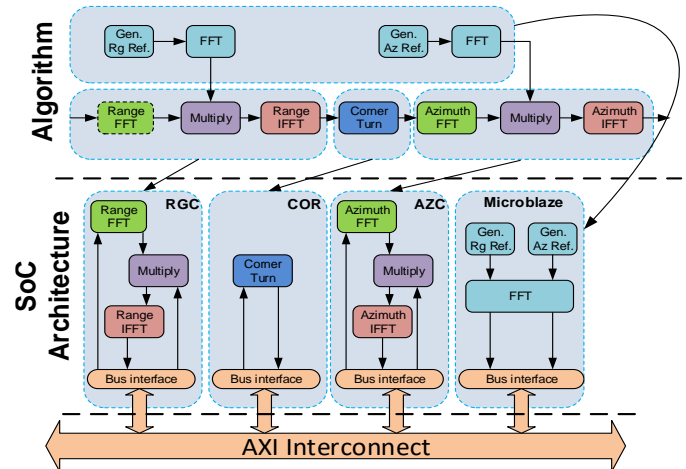 Algorithm
Gen.
Rg Ref.
FFT
Gen.
Az Ref.
FFT
Range
FFT
Multiply
Range
IFFT
Corner
Turn
Azimuth
FFT
Multiply
Azimuth
IFFT
SoC
Architecture
RGC
Range
FFT
Multiply
Range
IFFT
Bus interface
COR
Corner
Turn
Bus interface
AZC
Azimuth
FFT
Multiply
Azimuth
IFFT
Bus interface
Microblaze
Gen.
Rg Ref.
Gen.
Az Ref.
FFT
Bus interface
AXI Interconnect